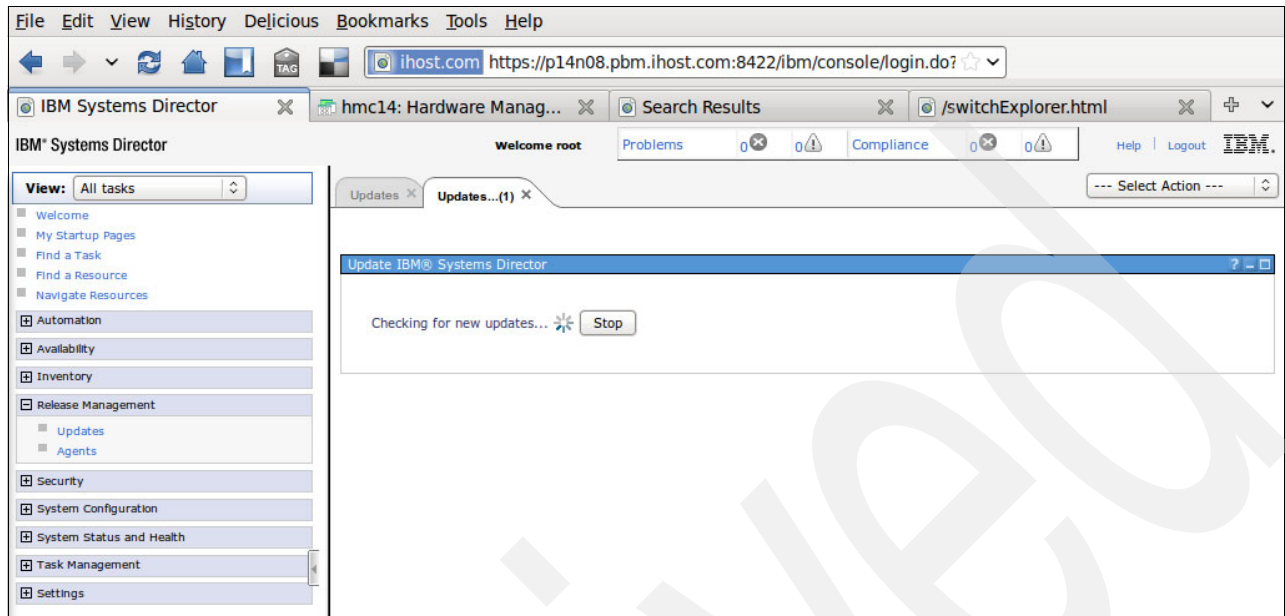 File Edit View History Delicious Bookmarks Tools Help
TAG ihost.com https://p14n08.pbm.ihost.com:8422/ibm/console/login.do?
IBM Systems Director hmc14: Hardware Manag... Search Results /switchExplorer.html
IBM® Systems Director Welcome root Problems 0 0 Compliance 0 0 Help Logout IBM.
View: All tasks
Updates Updates...(1) --- Select Action ---
Welcome
My Startup Pages
Find a Task
Find a Resource
Navigate Resources
Automation
Availability
Inventory
Release Management
Updates
Agents
Security
System Configuration
System Status and Health
Task Management
Settings
Update IBM® Systems Director ?
Checking for new updates... Stop